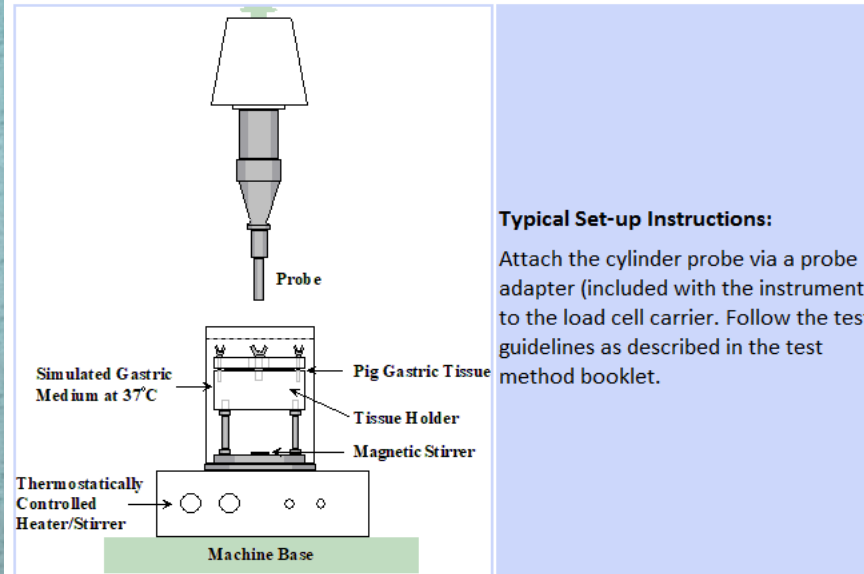 Probe
Simulated Gastric
Medium at 37°C
Pig Gastric Tissue
Tissue Holder
Magnetic Stirrer
Thermostatically
Controlled
Heater/Stirrer
Machine Base
Typical Set-up Instructions:
Attach the cylinder probe via a probe
adapter (included with the instrument
to the load cell carrier. Follow the test
guidelines as described in the test
method booklet.